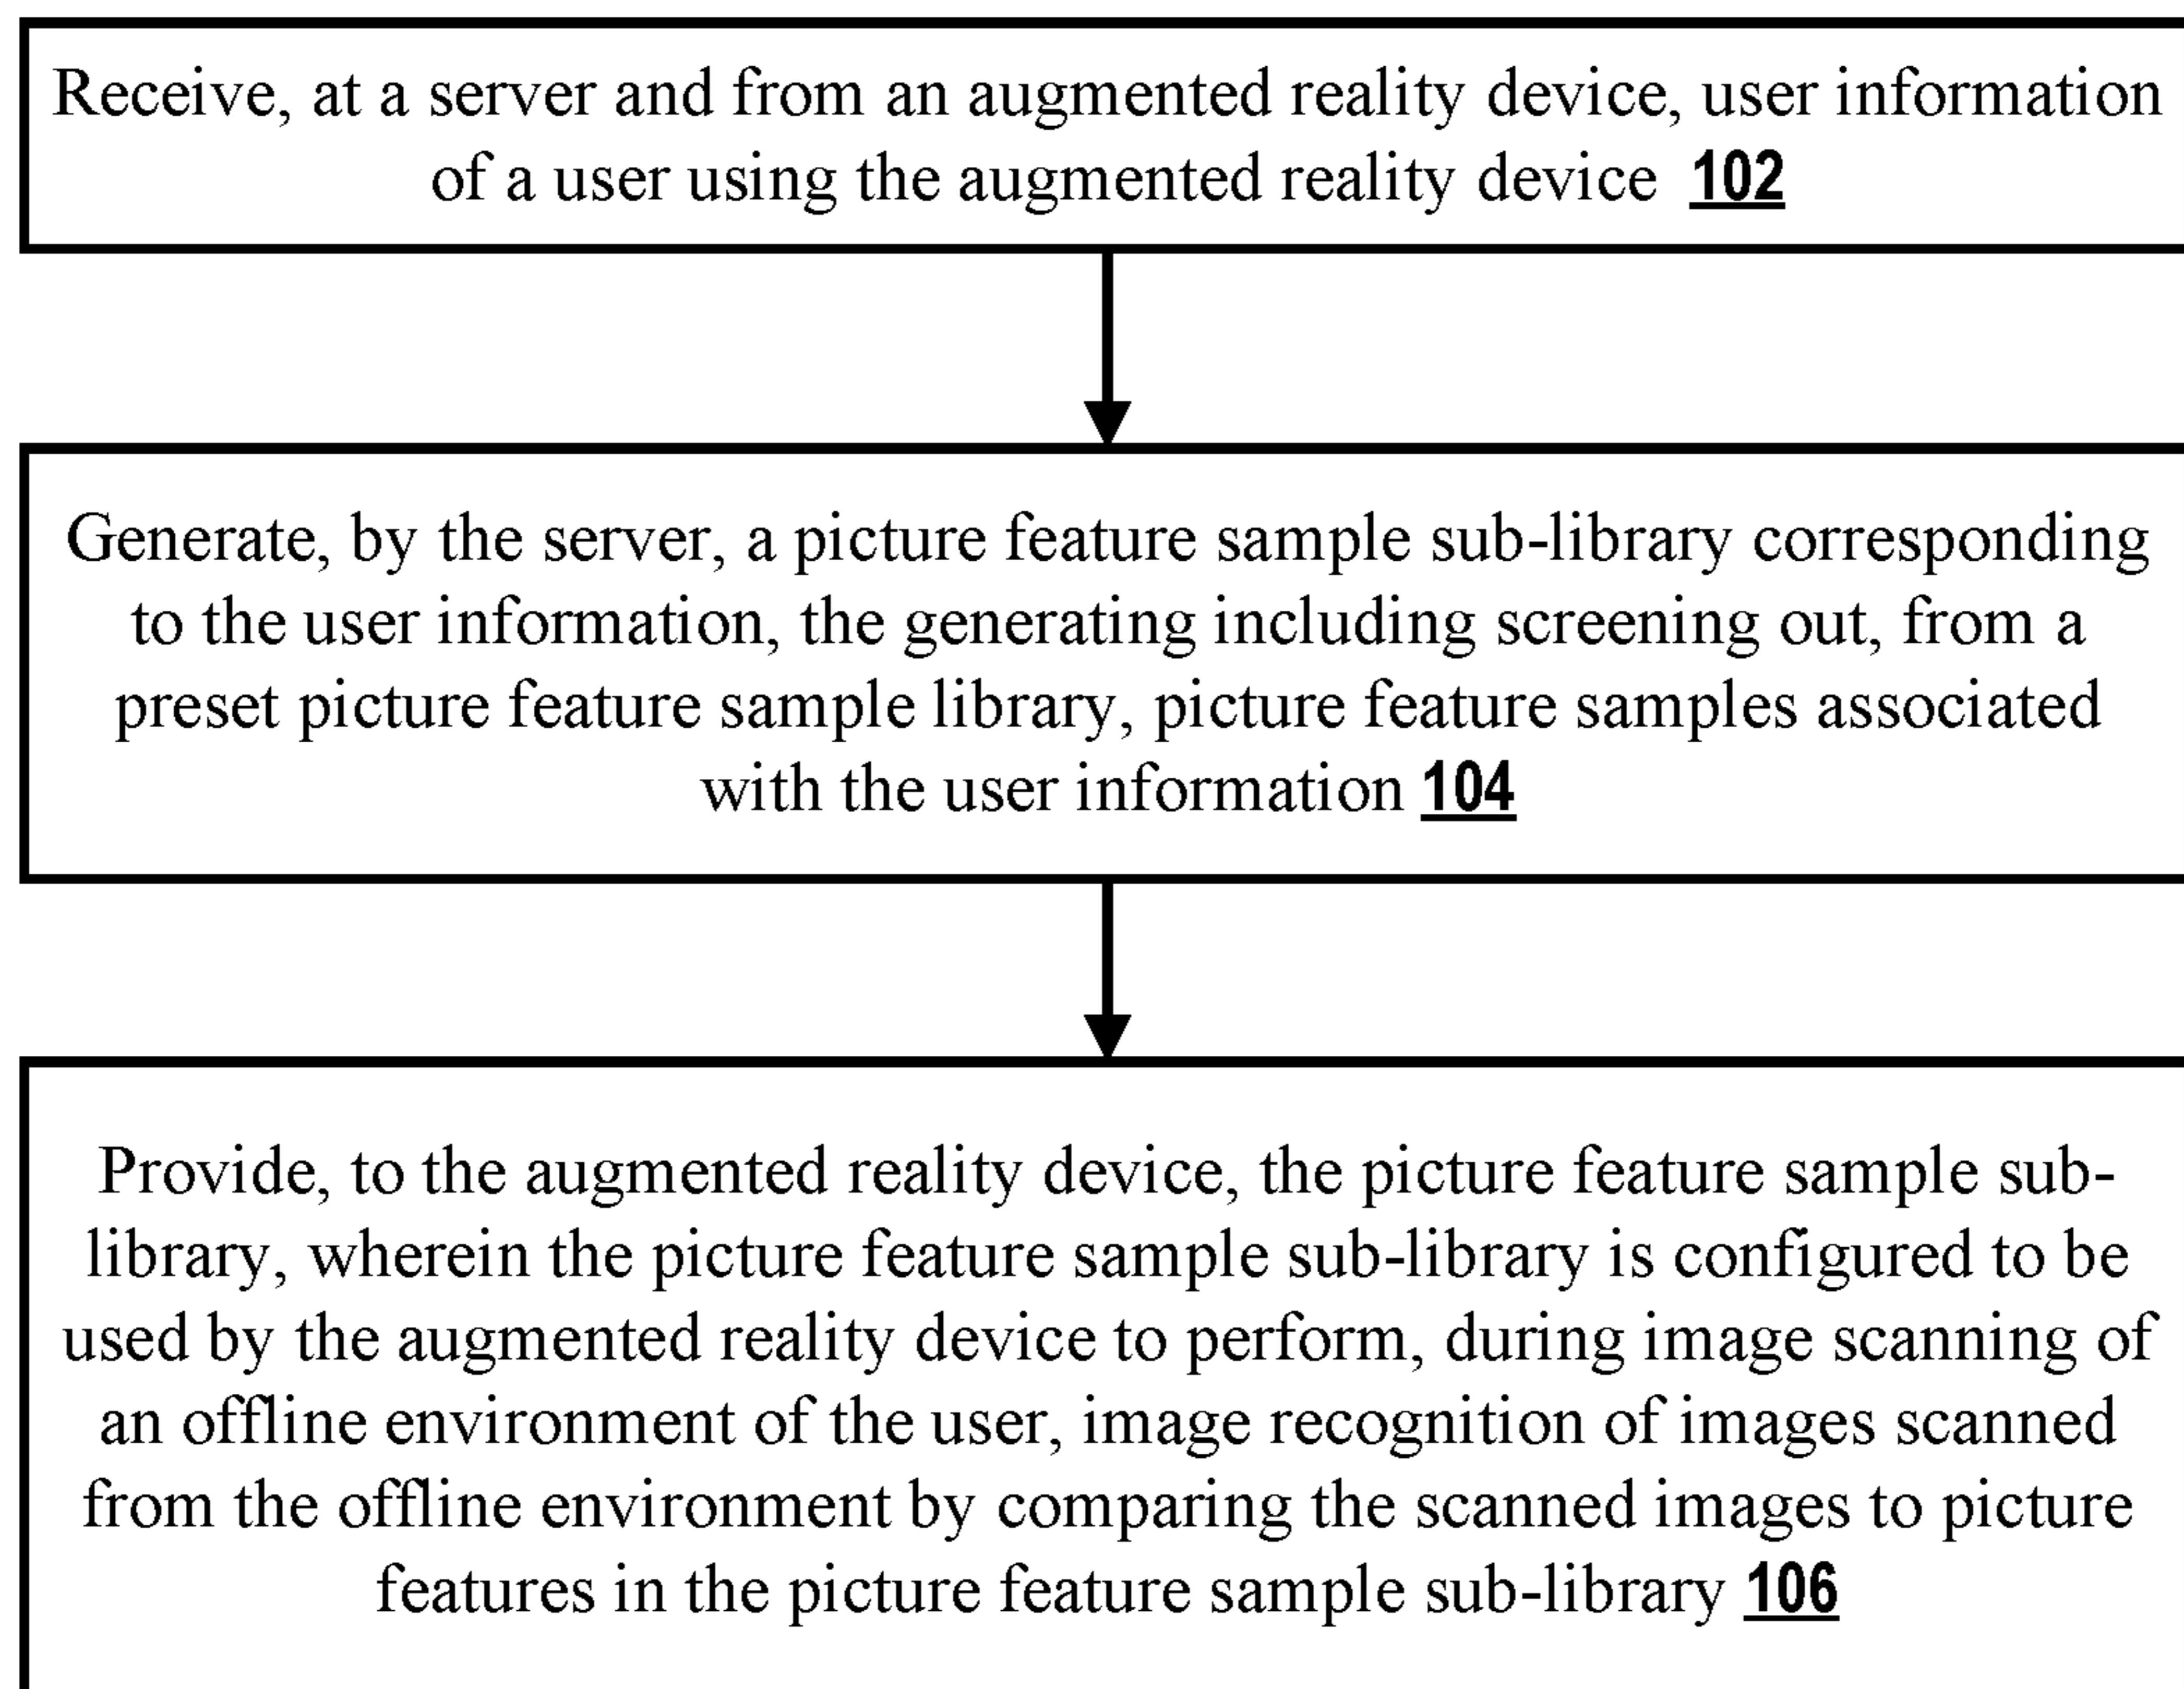 Receive, at a server and from an augmented reality device, user information
of a user using the augmented reality device 102
Generate, by the server, a picture feature sample sub-library corresponding
to the user information, the generating including screening out, from a
preset picture feature sample library, picture feature samples associated
with the user information 104
Provide, to the augmented reality device, the picture feature sample sub-
library, wherein the picture feature sample sub-library is configured to be
used by the augmented reality device to perform, during image scanning of
an offline environment of the user, image recognition of images scanned
from the offline environment by comparing the scanned images to picture
features in the picture feature sample sub-library 106